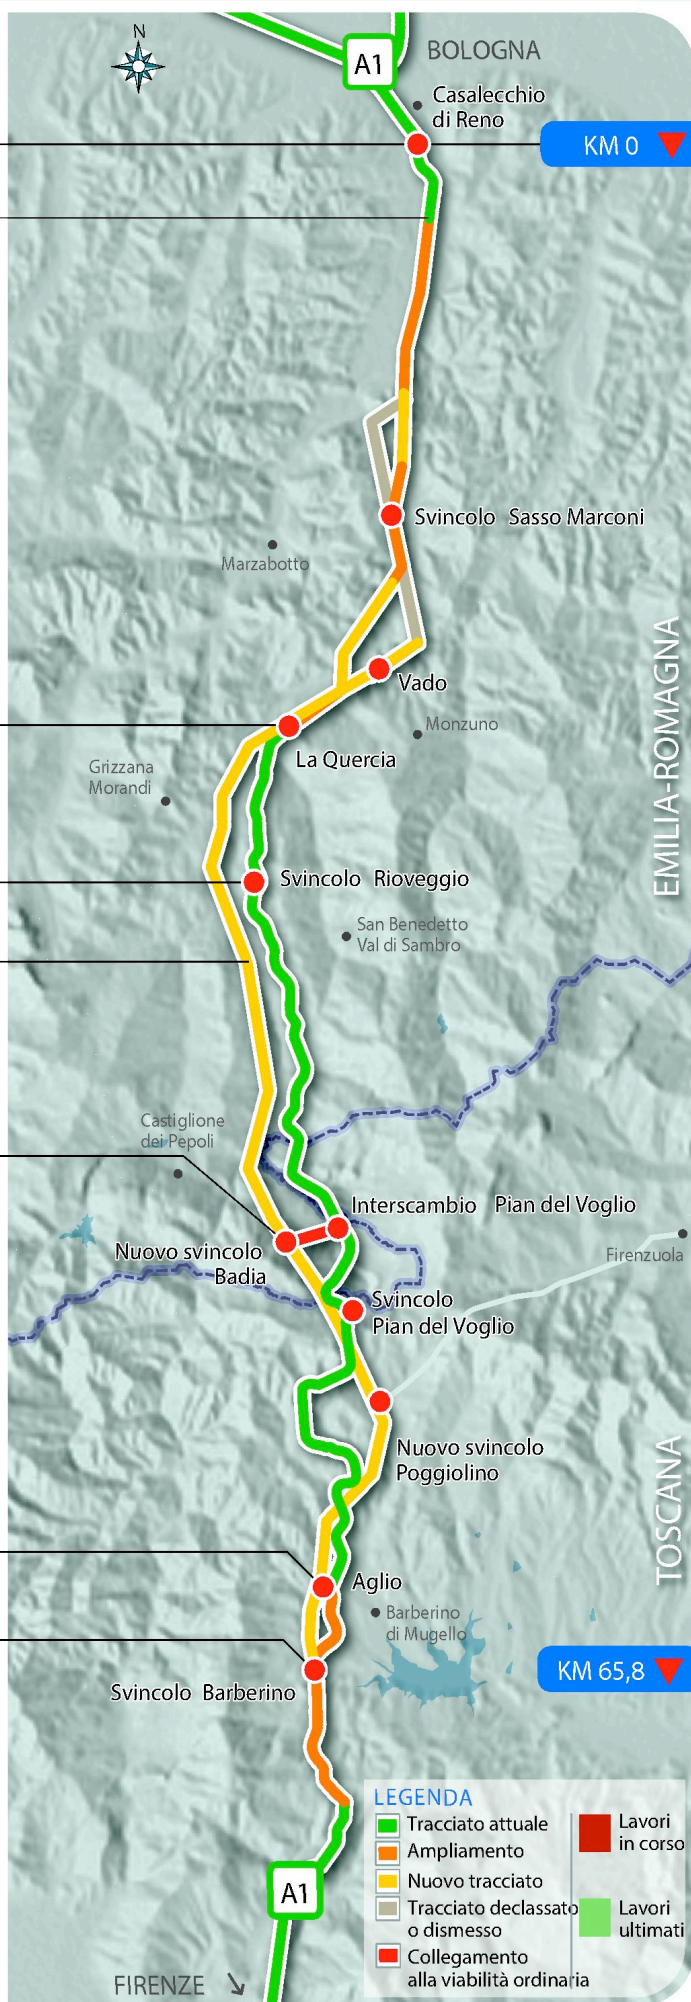 N
A1
BOLOGNA
Casalecchio
di Reno
KM 0
Svincolo Sasso Marconi
Marzabotto
Vado
Monzuno
La Quercia
Grizzana
Morandi
EMILIA-ROMAGNA
Svincolo Rioveggio
San Benedetto
Val di Sambro
Castiglione
dei Pepoli
Interscambio Pian del Voglio
Nuovo svincolo
Badia
Firenzuola
Svincolo
Pian del Voglio
Nuovo svincolo
Poggiolino
TOSCANA
Aglio
Barberino
di Mugello
KM 65,8
Svincolo Barberino
LEGENDA
Tracciato attuale
Ampliamento
Nuovo tracciato
Tracciato declassato
o dismesso
Collegamento
alla viabilità ordinaria
Lavori
in corso
Lavori
ultimati
A1
FIRENZE